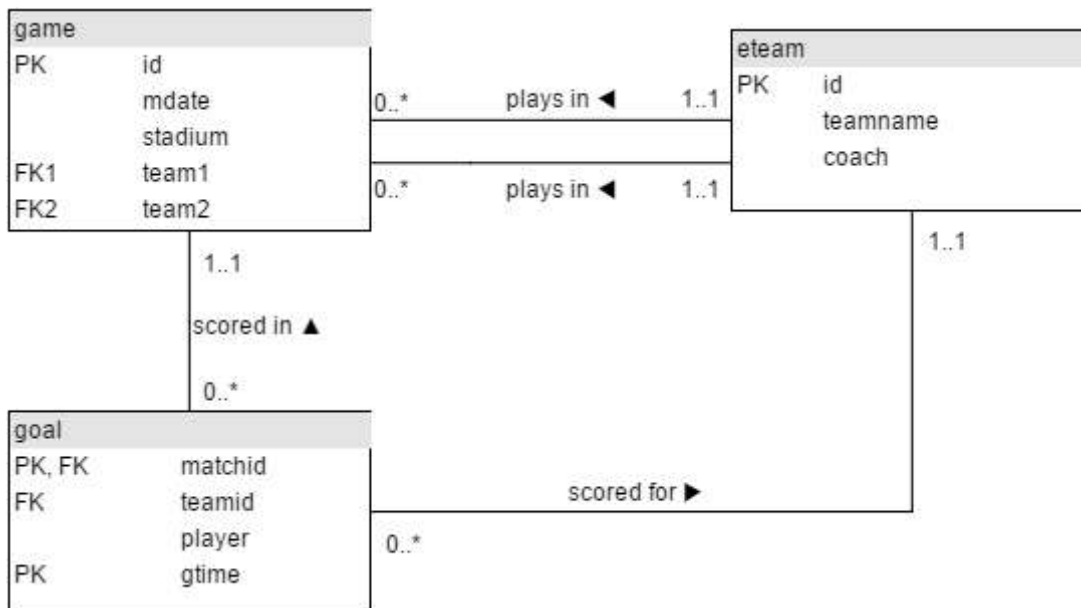 game
PK id
mdate
stadium
FK1 team1
FK2 team2
0..* plays in ◀ 1..1
0..* plays in ◀ 1..1
eteam
PK id
teamname
coach
1..1
scored in ▲
0..*
1..1
goal
PK, FK matchid
FK teamid
player
PK gtime
scored for ▶
0..*